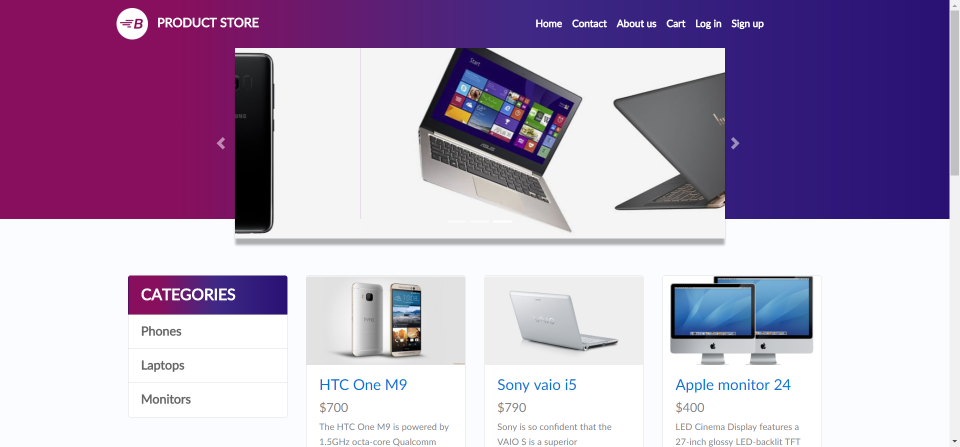 PRODUCT STORE
Home Contact About us Cart Log in Sign up
Start
ASUS
CATEGORIES
Phones
Laptops
Monitors
HTC One M9
$700
The HTC One M9 is powered by
1.5GHz octa-core Qualcomm
VAIO
Sony vaio i5
$790
Sony is so confident that the
VAIO S is a superior
Apple monitor 24
$400
LED Cinema Display features a
27-inch glossy LED-backlit TFT